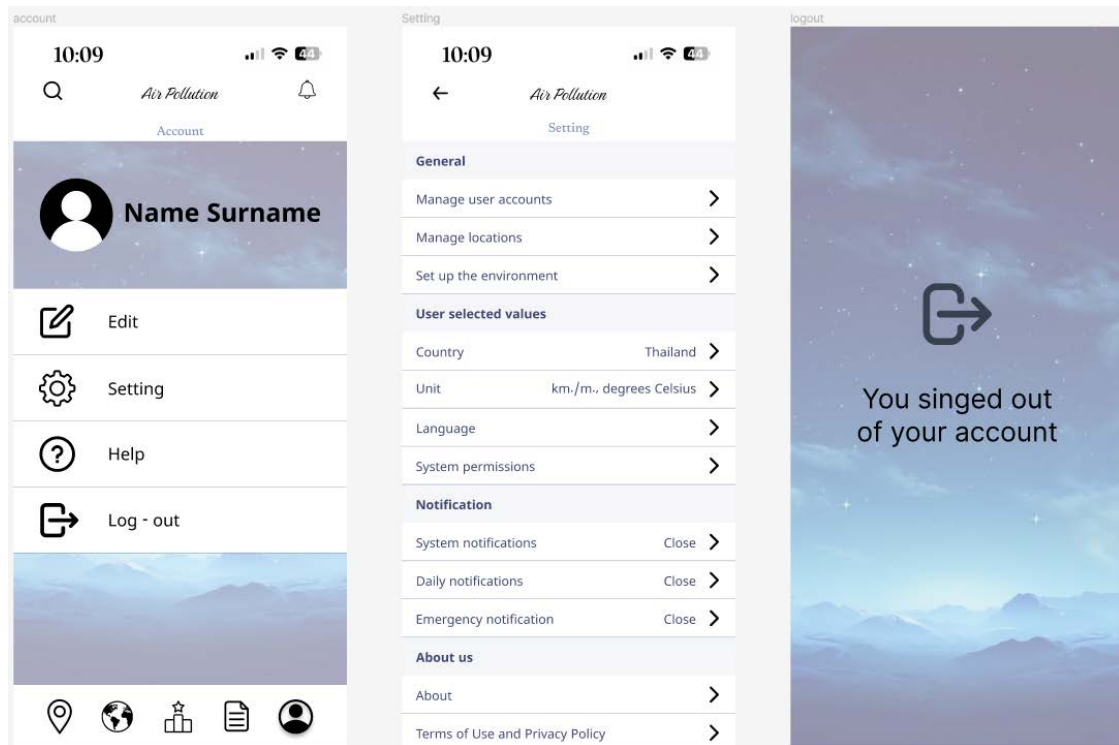 account
10:09
44
Air Pollution
Account
Name Surname
Edit
Setting
Help
Log - out
Setting
10:09
44
Air Pollution
Setting
General
Manage user accounts
Manage locations
Set up the environment
User selected values
Country Thailand
Unit km./m., degrees Celsius
Language
System permissions
Notification
System notifications Close
Daily notifications Close
Emergency notification Close
About us
About
Terms of Use and Privacy Policy
logout
You singed out
of your account